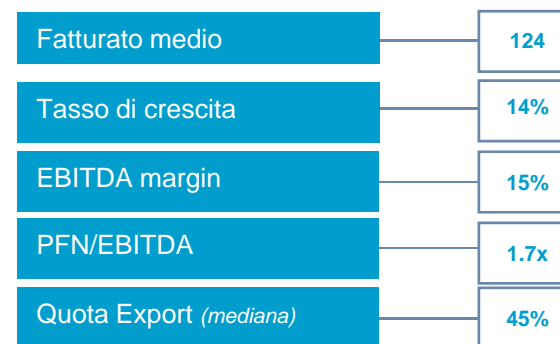 Fatturato medio 124
Tasso di crescita 14%
EBITDA margin 15%
PFN/EBITDA 1.7x
Quota Export (mediana) 45%